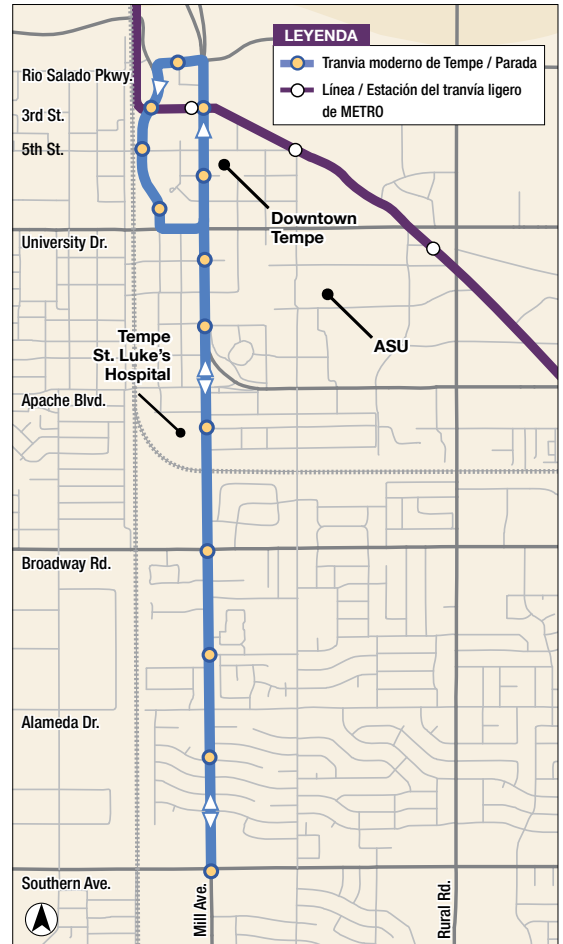 LEYENDA
Tranvia moderno de Tempe / Parada
Línea / Estación del tranvía ligero
de METRO
Rio Salado Pkwy.
3rd St.
5th St.
Downtown
Tempe
University Dr.
ASU
Tempe
St. Luke's
Hospital
Apache Blvd.
Broadway Rd.
Alameda Dr.
Southern Ave.
Mill Ave.
Rural Rd.